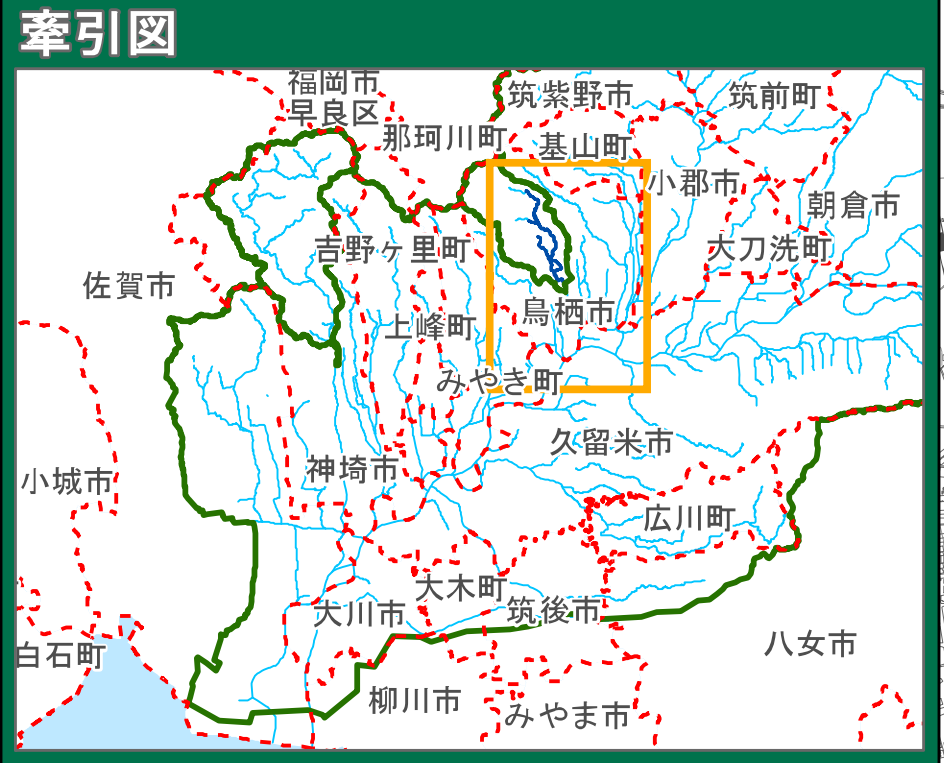 牽引図
福岡市
早良区
筑紫野市
筑前町
那珂川町
基山町
小郡市
朝倉市
吉野ヶ里町
大刀洗町
佐賀市
鳥栖市
上峰町
みやき町
久留米市
神埼市
小城市
広川町
大木町
大川市
筑後市
白石町
八女市
柳川市
みやま市